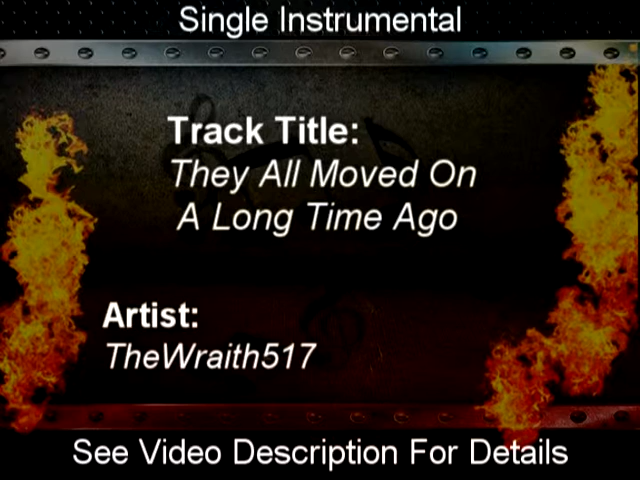 Single Instrumental
Track Title:
They All Moved On
A Long Time Ago
Artist:
TheWraith517
See Video Description For Details